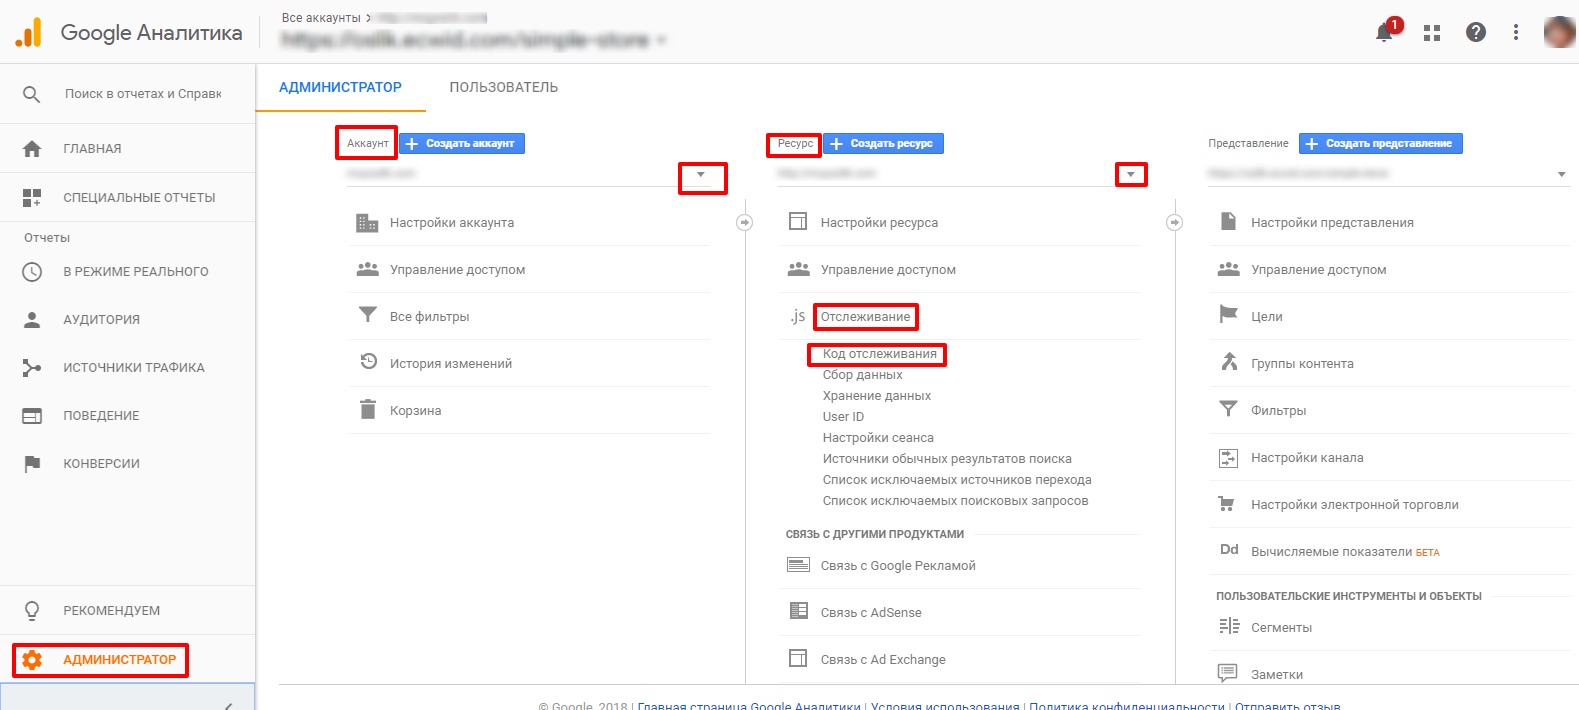 Google Аналитика
Все аккаунты >
1
Поиск в отчетах и Справк
ГЛАВНАЯ
СПЕЦИАЛЬНЫЕ ОТЧЕТЫ
Отчеты
В РЕЖИМЕ РЕАЛЬНОГО
АУДИТОРИЯ
ИСТОЧНИКИ ТРАФИКА
ПОВЕДЕНИЕ
КОНВЕРСИИ
РЕКОМЕНДУЕМ
АДМИНИСТРАТОР
АДМИНИСТРАТОР ПОЛЬЗОВАТЕЛЬ
Аккаунт + Создать аккаунт
Настройки аккаунта
Управление доступом
Все фильтры
История изменений
Корзина
Ресурс + Создать ресурс
Настройки ресурса
Управление доступом
.js Отслеживание
Код отслеживания
Сбор данных
Хранение данных
User ID
Настройки сеанса
Источники обычных результатов поиска
Список исключаемых источников перехода
Список исключаемых поисковых запросов
СВЯЗЬ С ДРУГИМИ ПРОДУКТАМИ
Связь с Google Рекламой
Связь с AdSense
Связь с Ad Exchange
Представление + Создать представление
Настройки представления
Управление доступом
Цели
Группы контента
Фильтры
Настройки канала
Настройки электронной торговли
Dd Вычисляемые показатели БЕТА
ПОЛЬЗОВАТЕЛЬСКИЕ ИНСТРУМЕНТЫ И ОБЪЕКТЫ
Сегменты
Заметки
© Google, 2018 | Главная страница Google Аналитики | Условия использования | Политика конфиденциальности | Отправить отзыв